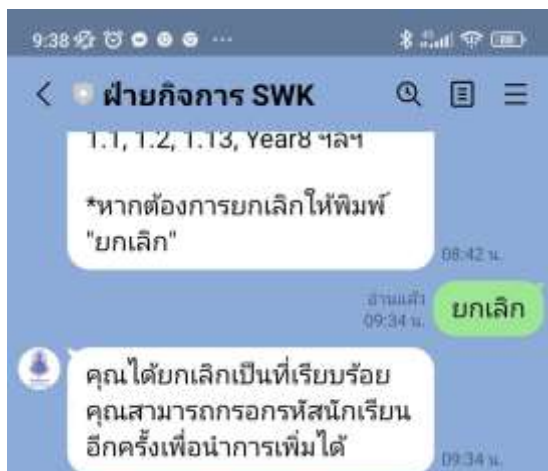 9:38
ฝ่ายกิจการ SWK
1.1, 1.2, 1.13, Year8 ฯลฯ
*หากต้องการยกเลิกให้พิมพ์
"ยกเลิก"
08:42 น.
อ่านแล้ว
09:34 น.
ยกเลิก
คุณได้ยกเลิกเป็นที่เรียบร้อย
คุณสามารถกรอกรหัสนักเรียน
อีกครั้งเพื่อนำการเพิ่มได้
09:34 น.